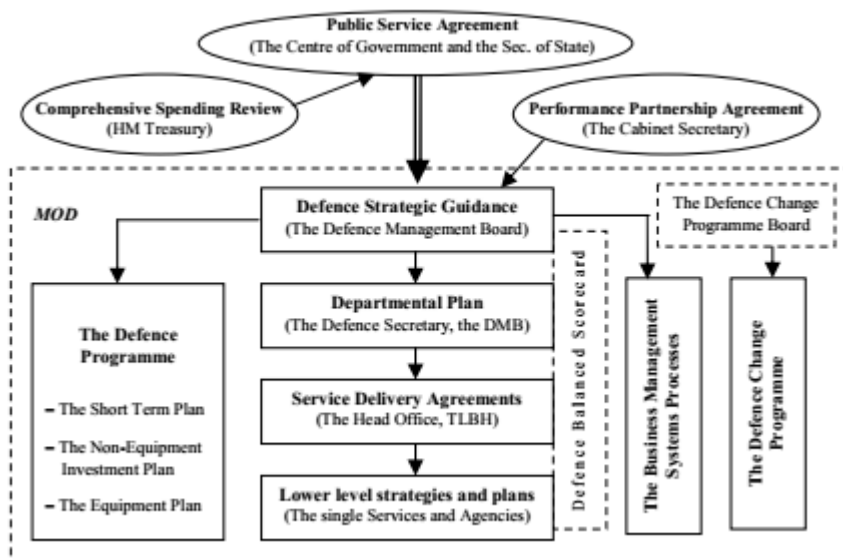 Public Service Agreement
(The Centre of Government and the Sec. of State)
Comprehensive Spending Review
(HM Treasury)
Performance Partnership Agreement
(The Cabinet Secretary)
MOD
Defence Strategic Guidance
(The Defence Management Board)
The Defence Change
Programme Board
The Defence
Programme
– The Short Term Plan
– The Non-Equipment
Investment Plan
– The Equipment Plan
Departmental Plan
(The Defence Secretary, the DMB)
Service Delivery Agreements
(The Head Office, TLBH)
Lower level strategies and plans
(The single Services and Agencies)
Defence Balanced Scorecard
The Business Management
Systems Processes
The Defence Change
Programme